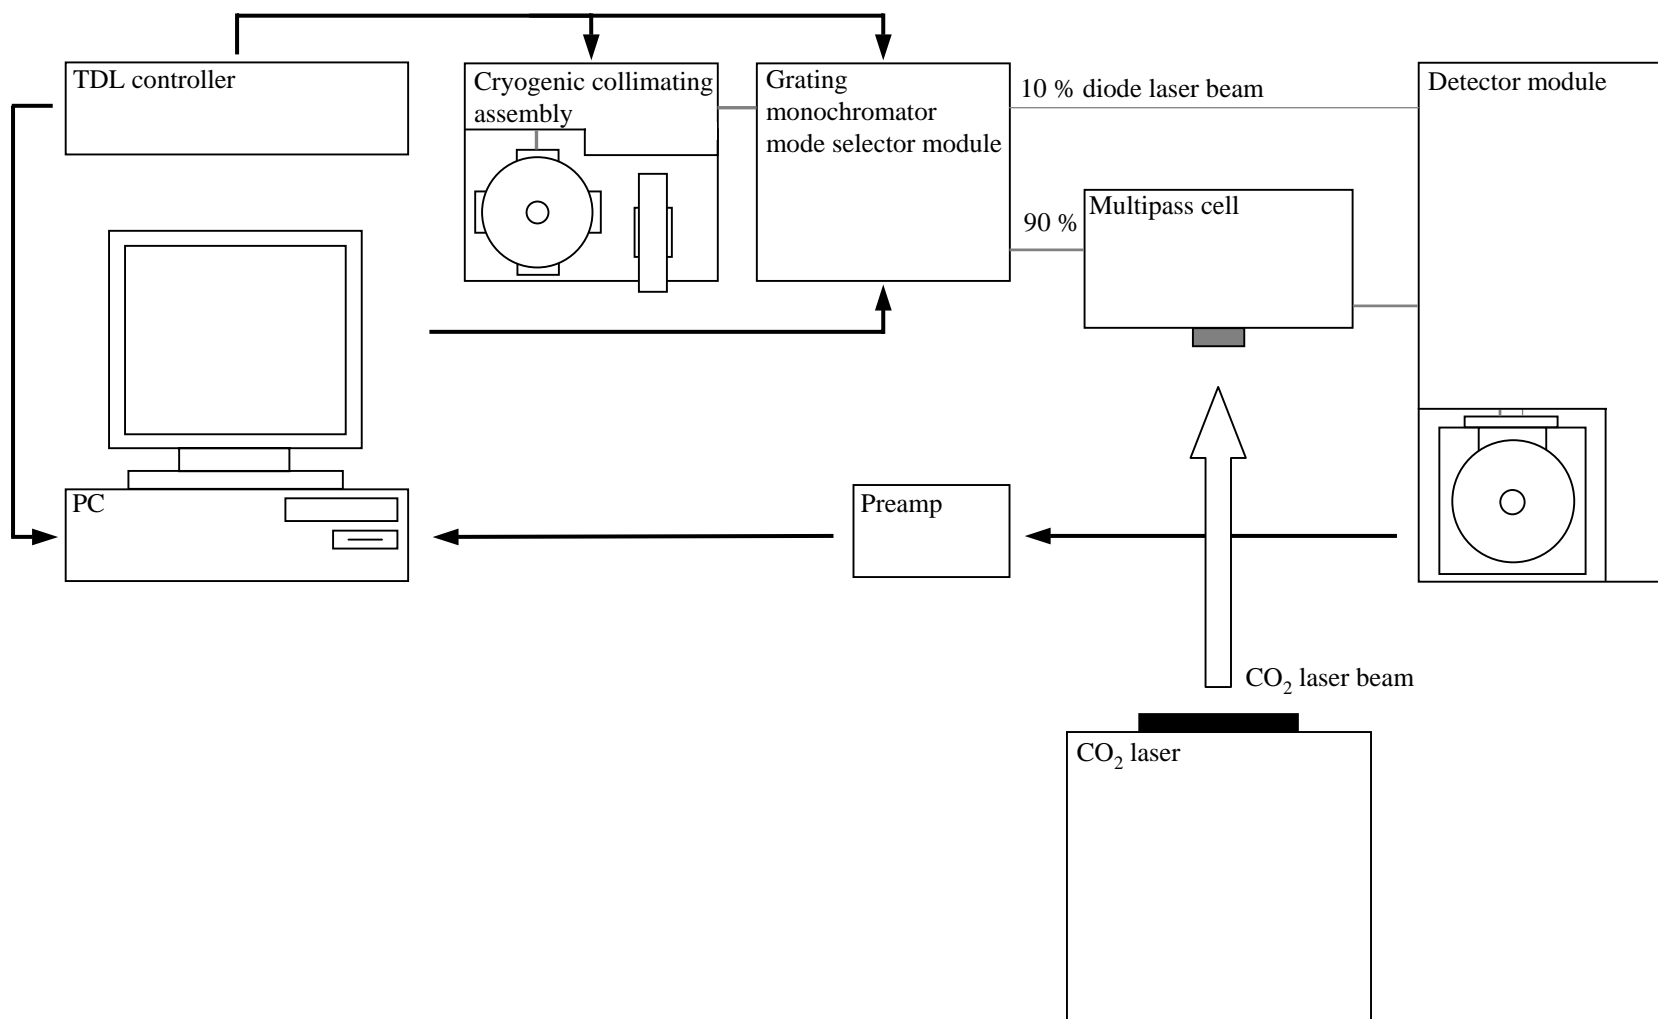 TDL controller
Cryogenic collimating
assembly
Grating
monochromator
mode selector module
10 % diode laser beam
Detector module
90 %
Multipass cell
PC
Preamp
CO₂ laser beam
CO₂ laser